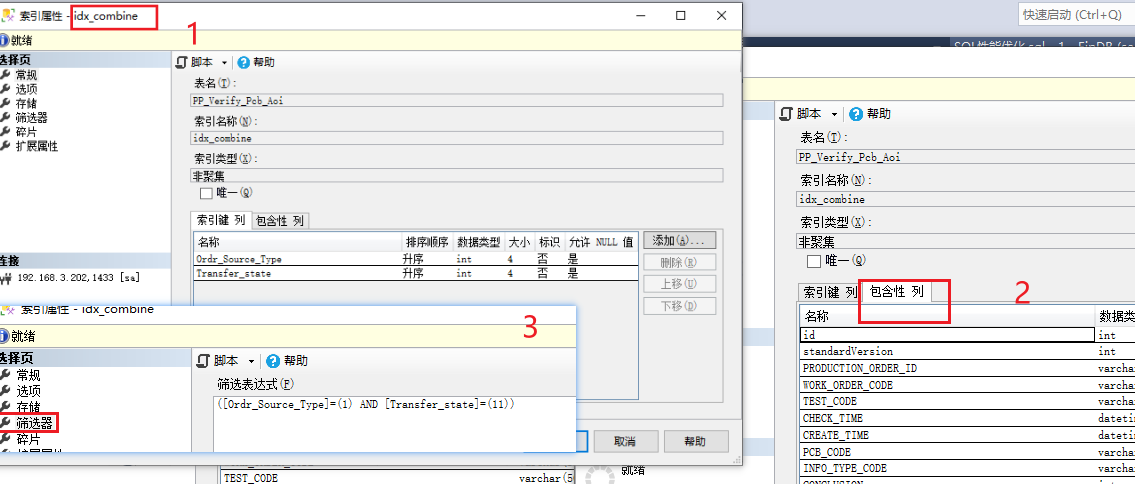 索引属性 - idx_combine
1
就绪
选择页
常规
选项
存储
筛选器
碎片
扩展属性
脚本
帮助
表名(T):
PP_Verify_Pcb_Aoi
索引名称(N):
idx_combine
索引类型(X):
非聚集
唯一(Q)
索引键 列
包含性 列
名称 排序顺序 数据类型 大小 标识 允许 NULL 值
Ordr_Source_Type 升序 int 4 否 是
Transfer_state 升序 int 4 否 是
添加(A)...
删除(R)
上移(U)
下移(D)
连接
192.168.3.202,1433 [sa]
取消
帮助
索引属性 - idx_combine
3
就绪
选择页
常规
选项
存储
筛选器
碎片
扩展属性
脚本
帮助
筛选表达式(F)
([Ordr_Source_Type]=(1) AND [Transfer_state]=(11))
TEST_CODE varchar(5
就绪
快速启动 (Ctrl+Q)
脚本
帮助
表名(T):
PP_Verify_Pcb_Aoi
索引名称(N):
idx_combine
索引类型(X):
非聚集
唯一(Q)
索引键 列
包含性 列
2
名称 数据类
id int
standardVersion int
PRODUCTION_ORDER_ID varchar
WORK_ORDER_CODE varchar
TEST_CODE varchar
CHECK_TIME datetim
CREATE_TIME datetim
PCB_CODE varchar
INFO_TYPE_CODE varchar